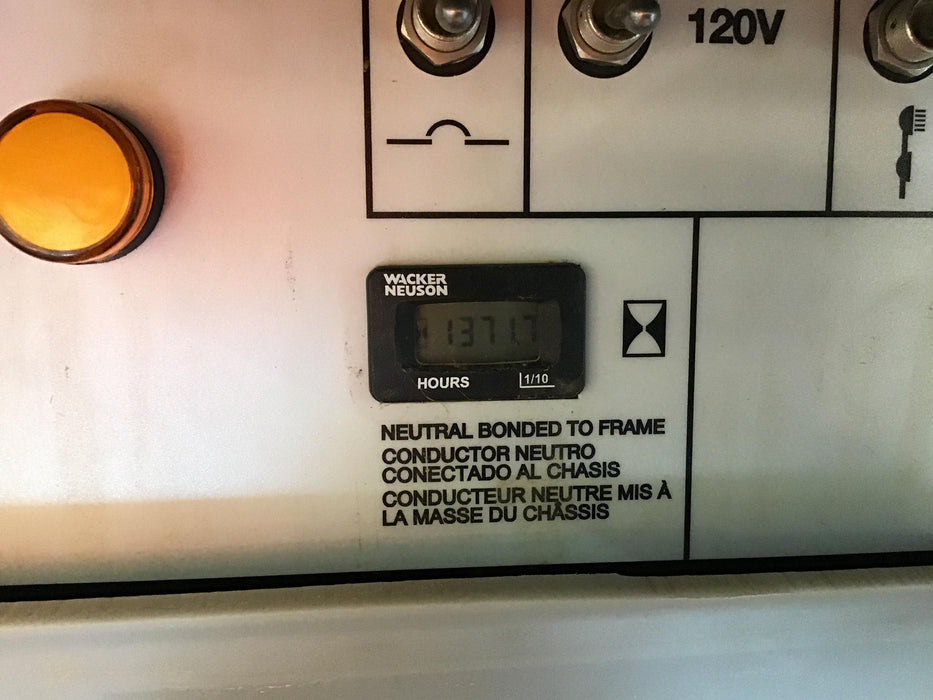 120V
WACKER
NEUSON
1371.7
HOURS 1/10
NEUTRAL BONDED TO FRAME
CONDUCTOR NEUTRO
CONECTADO AL CHASIS
CONDUCTEUR NEUTRE MIS À
LA MASSE DU CHÂSSIS